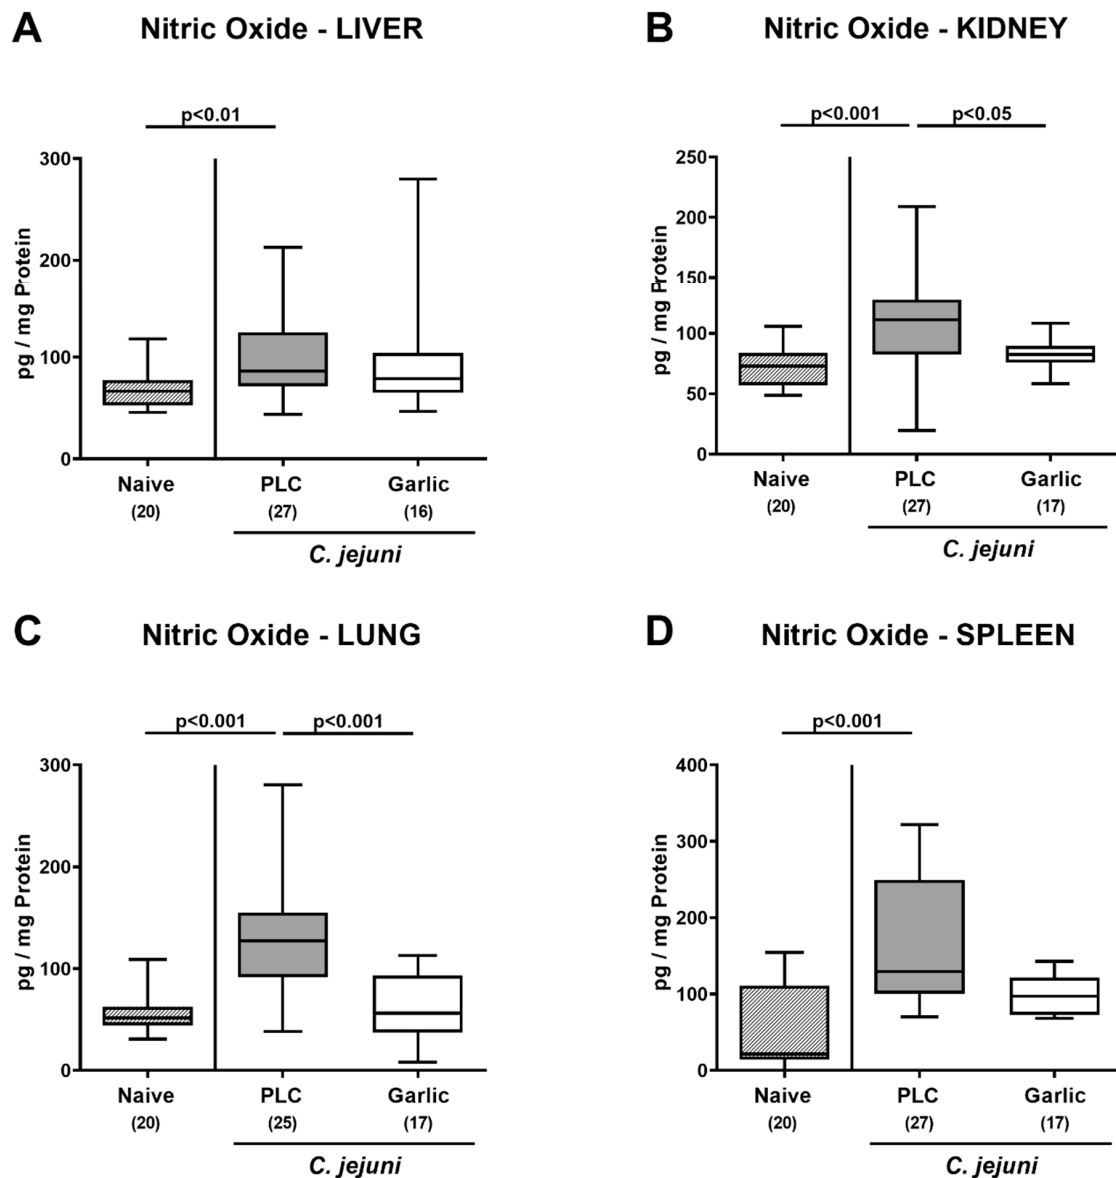 A Nitric Oxide - LIVER
p<0.01
300
200
100
0
pg / mg Protein
Naive PLC Garlic
(20) (27) (16)
C. jejuni
B Nitric Oxide - KIDNEY
p<0.001 p<0.05
250
200
150
100
50
0
pg / mg Protein
Naive PLC Garlic
(20) (27) (17)
C. jejuni
C Nitric Oxide - LUNG
p<0.001 p<0.001
300
200
100
0
pg / mg Protein
Naive PLC Garlic
(20) (25) (17)
C. jejuni
D Nitric Oxide - SPLEEN
p<0.001
400
300
200
100
0
pg / mg Protein
Naive PLC Garlic
(20) (27) (17)
C. jejuni